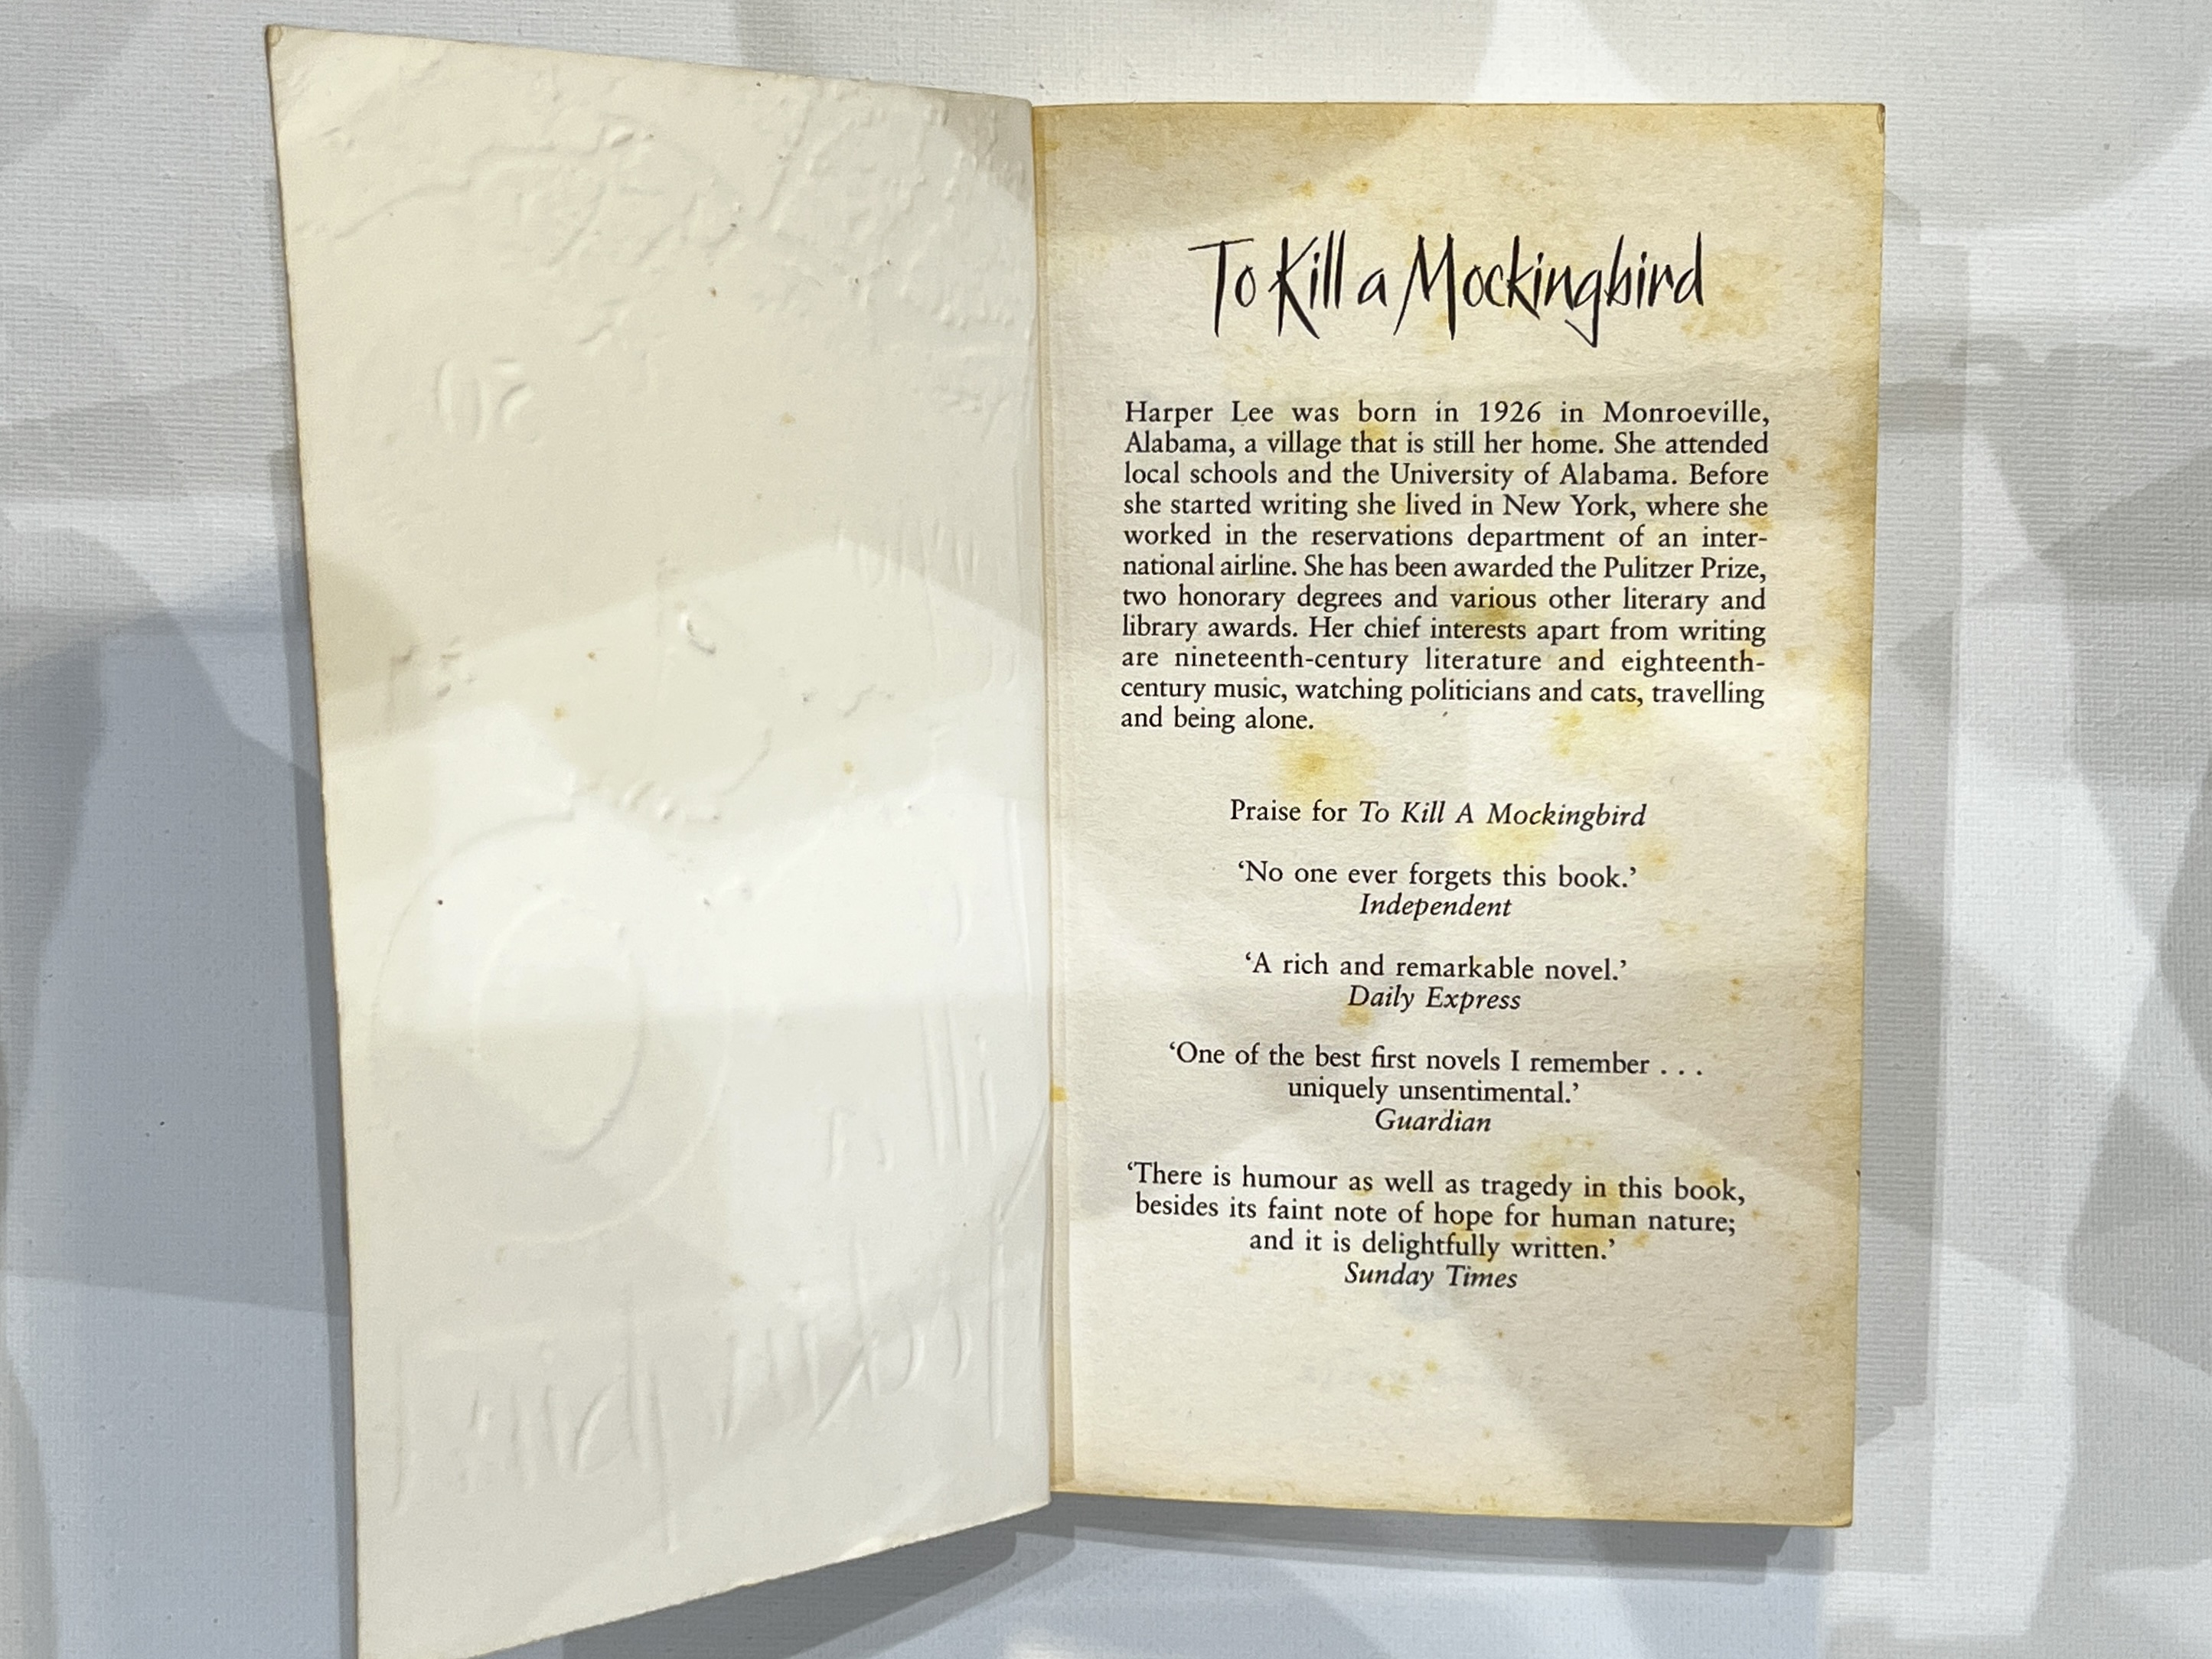 To Kill a Mockingbird
Harper Lee was born in 1926 in Monroeville,
Alabama, a village that is still her home. She attended
local schools and the University of Alabama. Before
she started writing she lived in New York, where she
worked in the reservations department of an inter-
national airline. She has been awarded the Pulitzer Prize,
two honorary degrees and various other literary and
library awards. Her chief interests apart from writing
are nineteenth-century literature and eighteenth-
century music, watching politicians and cats, travelling
and being alone.
Praise for To Kill A Mockingbird
‘No one ever forgets this book.’
Independent
‘A rich and remarkable novel.’
Daily Express
‘One of the best first novels I remember . . .
uniquely unsentimental.’
Guardian
‘There is humour as well as tragedy in this book,
besides its faint note of hope for human nature;
and it is delightfully written.’
Sunday Times